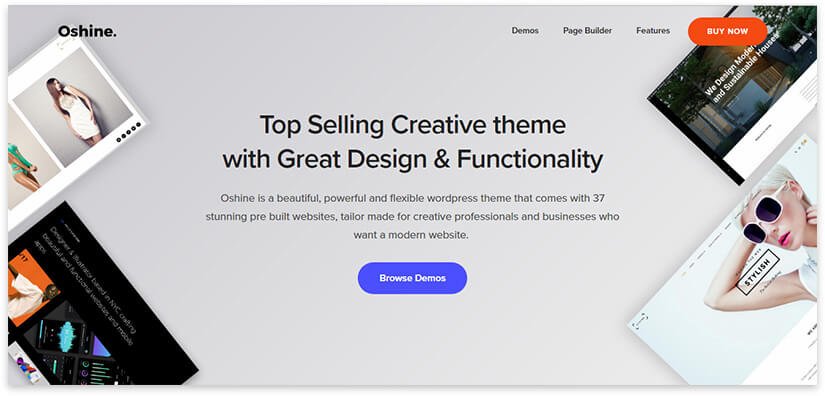 Oshine.
Demos
Page Builder
Features
BUY NOW
Top Selling Creative theme
with Great Design & Functionality
Oshine is a beautiful, powerful and flexible wordpress theme that comes with 37
stunning pre built websites, tailor made for creative professionals and businesses who
want a modern website.
Browse Demos
We Design Modern
and Sustainable Houses
Designer & Illustrator based in NYC crafting
beautiful and functional websites and mobile
apps
STYLISH